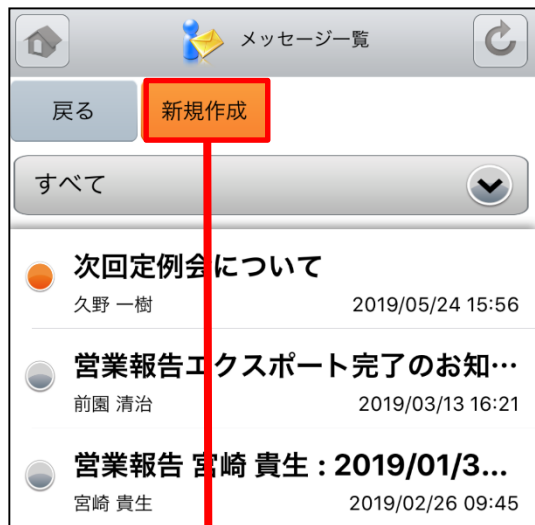 メッセージ一覧
戻る 新規作成
すべて
次回定例会について
久野 一樹 2019/05/24 15:56
営業報告エクスポート完了のお知…
前園 清治 2019/03/13 16:21
営業報告 宮崎 貴生 : 2019/01/3...
宮崎 貴生 2019/02/26 09:45